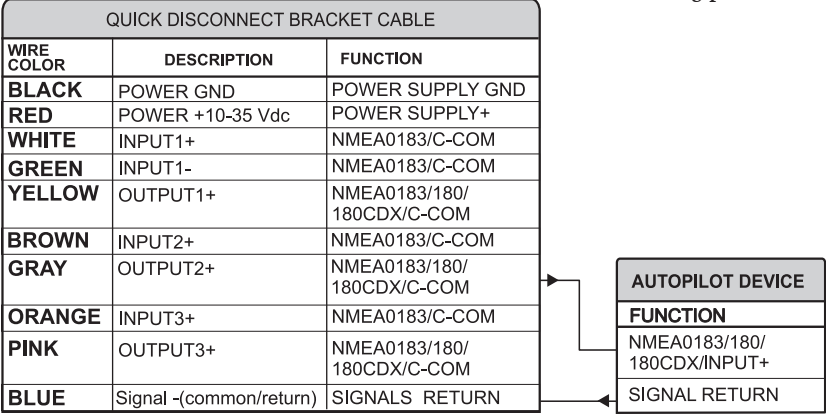 QUICK DISCONNECT BRACKET CABLE
WIRE COLOR DESCRIPTION FUNCTION
BLACK POWER GND POWER SUPPLY GND
RED POWER +10-35 Vdc POWER SUPPLY+
WHITE INPUT1+ NMEA0183/C-COM
GREEN INPUT1- NMEA0183/C-COM
YELLOW OUTPUT1+ NMEA0183/180/
180CDX/C-COM
BROWN INPUT2+ NMEA0183/C-COM
GRAY OUTPUT2+ NMEA0183/180/
180CDX/C-COM
ORANGE INPUT3+ NMEA0183/C-COM
PINK OUTPUT3+ NMEA0183/180/
180CDX/C-COM
BLUE Signal -(common/return) SIGNALS RETURN
AUTOPILOT DEVICE
FUNCTION
NMEA0183/180/
180CDX/INPUT+
SIGNAL RETURN